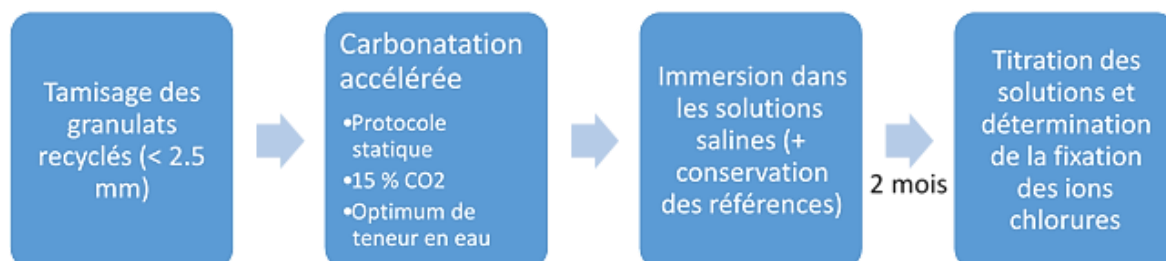 Tamisage des
granulats
recyclés (< 2.5
mm)
Carbonatation
accélérée
•Protocole
statique
•15 % CO2
•Optimum de
teneur en eau
Immersion dans
les solutions
salines (+
conservation
des références)
2 mois
Titration des
solutions et
détermination
de la fixation
des ions
chlorures